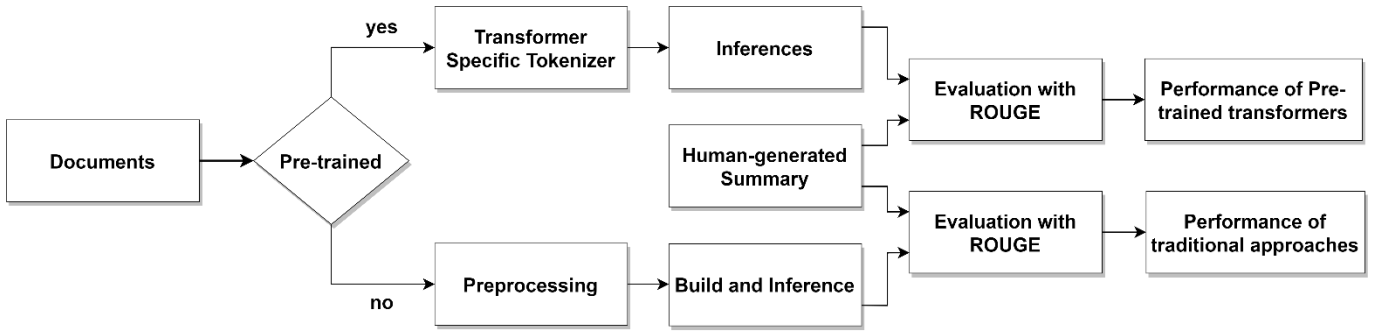 Documents
Pre-trained
yes
Transformer
Specific Tokenizer
Inferences
Human-generated
Summary
Evaluation with
ROUGE
Performance of Pre-
trained transformers
no
Preprocessing
Build and Inference
Evaluation with
ROUGE
Performance of
traditional approaches